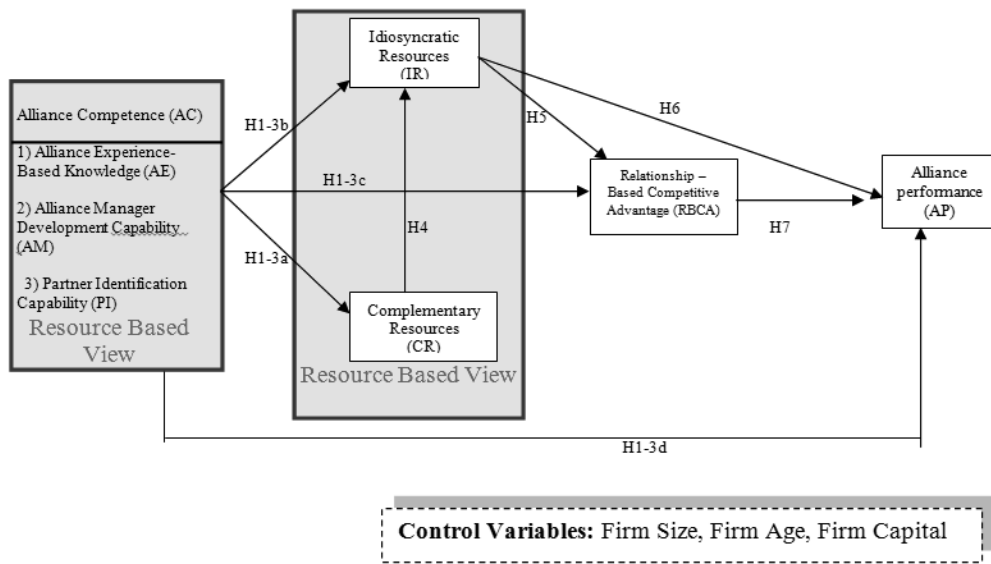 Alliance Competence (AC)
1) Alliance Experience-
Based Knowledge (AE)
2) Alliance Manager
Development Capability
(AM)
3) Partner Identification
Capability (PI)
Resource Based
View
H1-3b
H1-3c
H1-3a
Idiosyncratic
Resources
(IR)
H4
Complementary
Resources
(CR)
Resource Based View
H5
H6
Relationship –
Based Competitive
Advantage (RBCA)
H7
Alliance
performance
(AP)
H1-3d
Control Variables: Firm Size, Firm Age, Firm Capital